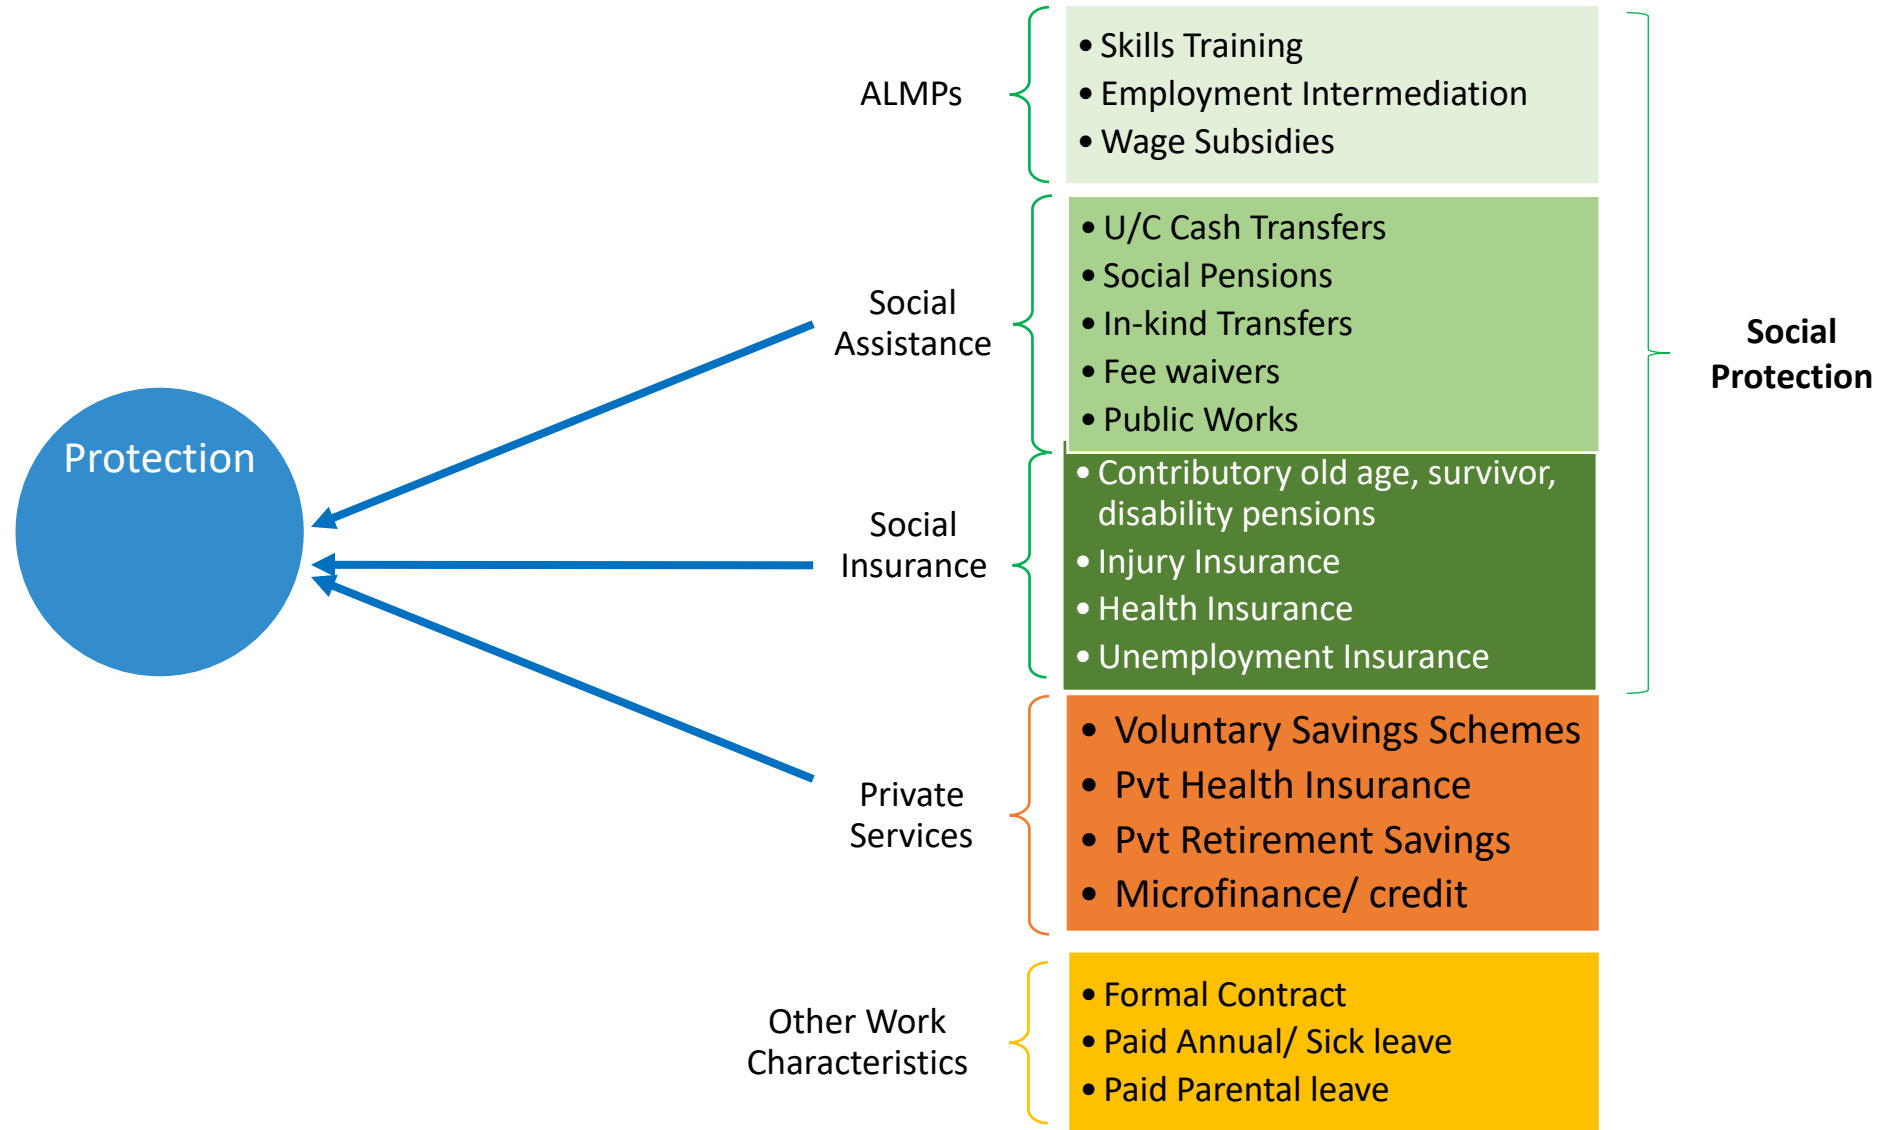 ALMPs
• Skills Training
• Employment Intermediation
• Wage Subsidies
Social
Assistance
• U/C Cash Transfers
• Social Pensions
• In-kind Transfers
• Fee waivers
• Public Works
Social
Protection
Protection
Social
Insurance
• Contributory old age, survivor,
disability pensions
• Injury Insurance
• Health Insurance
• Unemployment Insurance
Private
Services
• Voluntary Savings Schemes
• Pvt Health Insurance
• Pvt Retirement Savings
• Microfinance/ credit
Other Work
Characteristics
• Formal Contract
• Paid Annual/ Sick leave
• Paid Parental leave